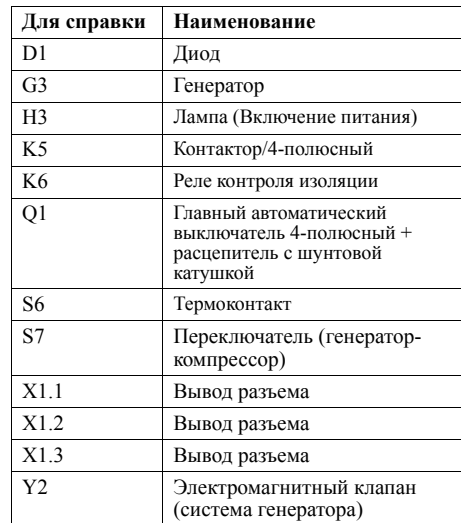 Для справки Наименование
D1 Диод
G3 Генератор
H3 Лампа (Включение питания)
K5 Контактор/4-полюсный
K6 Реле контроля изоляции
Q1 Главный автоматический
выключатель 4-полюсный +
расцепитель с шунтовой
катушкой
S6 Термоконтакт
S7 Переключатель (генератор-
компрессор)
X1.1 Вывод разъема
X1.2 Вывод разъема
X1.3 Вывод разъема
Y2 Электромагнитный клапан
(система генератора)